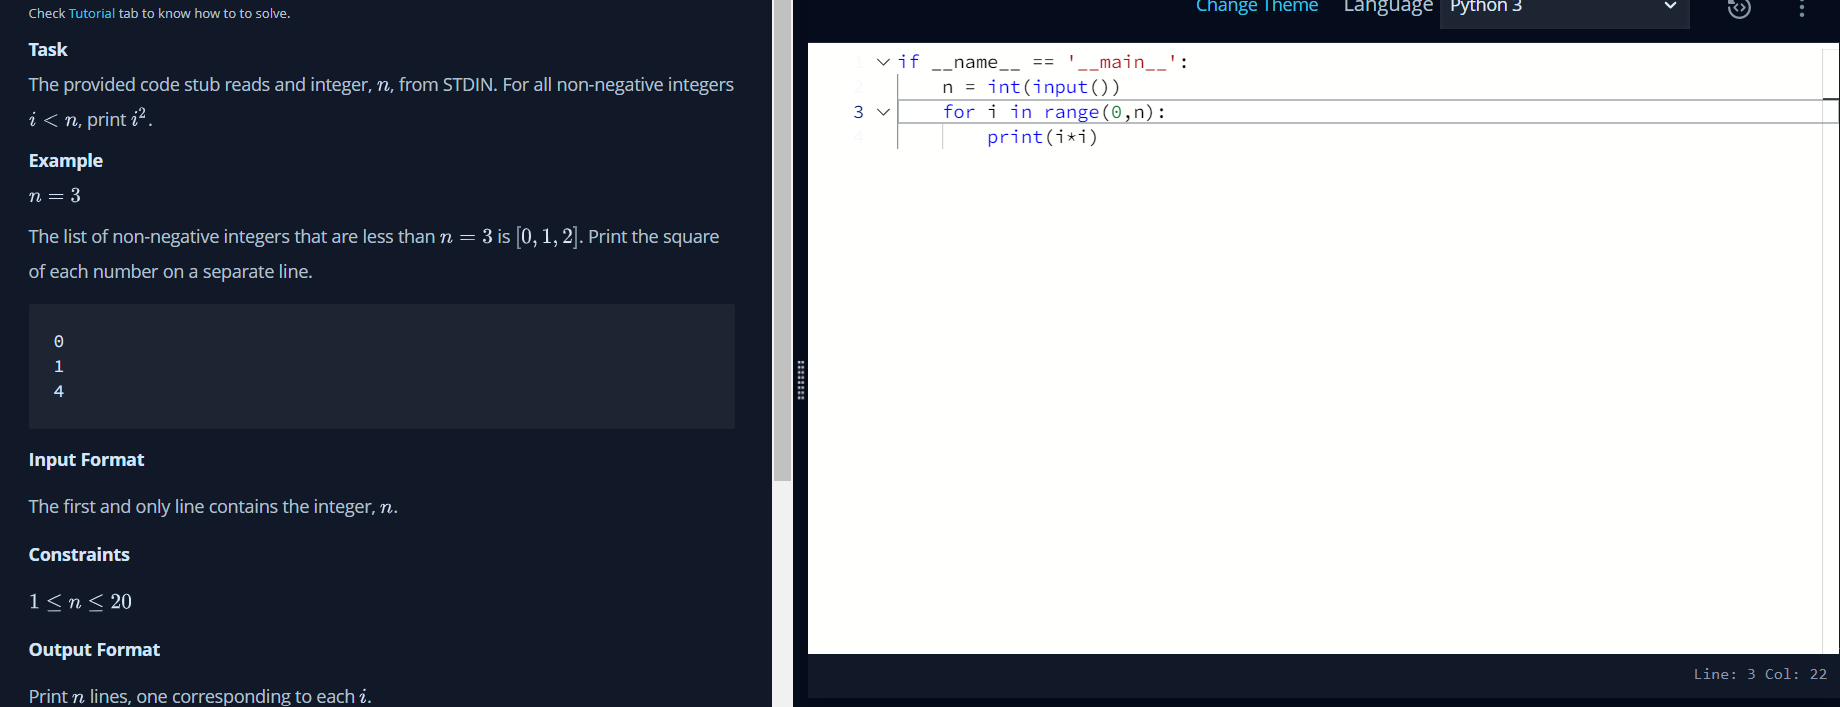 Check Tutorial tab to know how to to solve.
Task
The provided code stub reads and integer, n, from STDIN. For all non-negative integers
i < n, print i².
Example
n = 3
The list of non-negative integers that are less than n = 3 is [0, 1, 2]. Print the square
of each number on a separate line.
0
1
4
Input Format
The first and only line contains the integer, n.
Constraints
1 ≤ n ≤ 20
Output Format
Print n lines, one corresponding to each i.
Change Theme Language Python 3
1 if __name__ == '__main__':
2 n = int(input())
3 for i in range(0,n):
4 print(i*i)
Line: 3 Col: 22